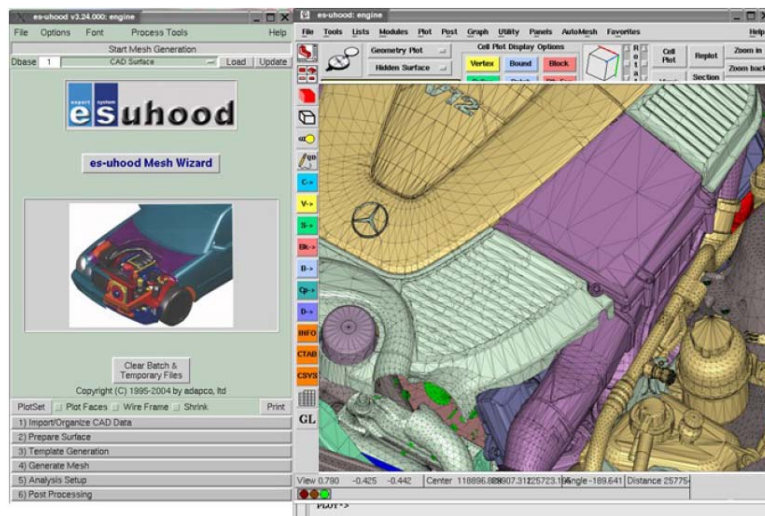 es-uhood v3.24.000: engine
File Options Font Process Tools Help
Start Mesh Generation
Dbase 1 CAD Surface Load Update
expert system
es uhood
es-uhood Mesh Wizard
Clear Batch &
Temporary Files
Copyright (C) 1995-2004 by adapco, ltd
PlotSet Plot Faces Wire Frame Shrink Print
1) Import/Organize CAD Data
2) Prepare Surface
3) Template Generation
4) Generate Mesh
5) Analysis Setup
6) Post Processing
es-uhood: engine
File Tools Lists Modules Plot Post Graph Utility Panels AutoMesh Favorites Help
Geometry Plot
Hidden Surface
Cell Plot Display Options
Vertex Bound Block
Cell
Plot
Replot
Section
Zoom in
Zoom back
V12
C->
V->
S->
Bk->
B->
Cp->
D->
INFO
CTAB
CSYS
GL
View 0.790 -0.425 -0.442 Center Angle -189.641 Distance
PLOT->